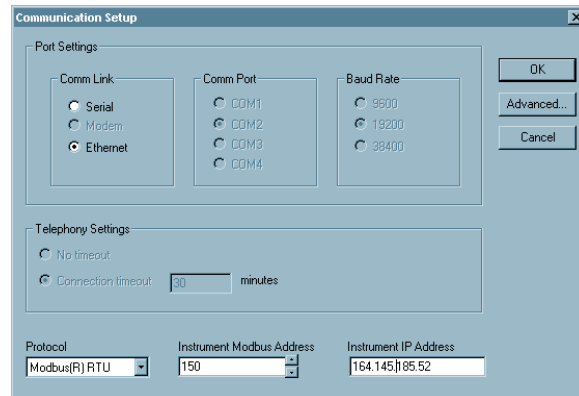 Communication Setup
Port Settings
Comm Link
Serial
Modem
Ethernet
Comm Port
COM1
COM2
COM3
COM4
Baud Rate
9600
19200
38400
OK
Advanced...
Cancel
Telephony Settings
No timeout
Connection timeout 30 minutes
Protocol
Modbus(R) RTU
Instrument Modbus Address
150
Instrument IP Address
164.145.185.52